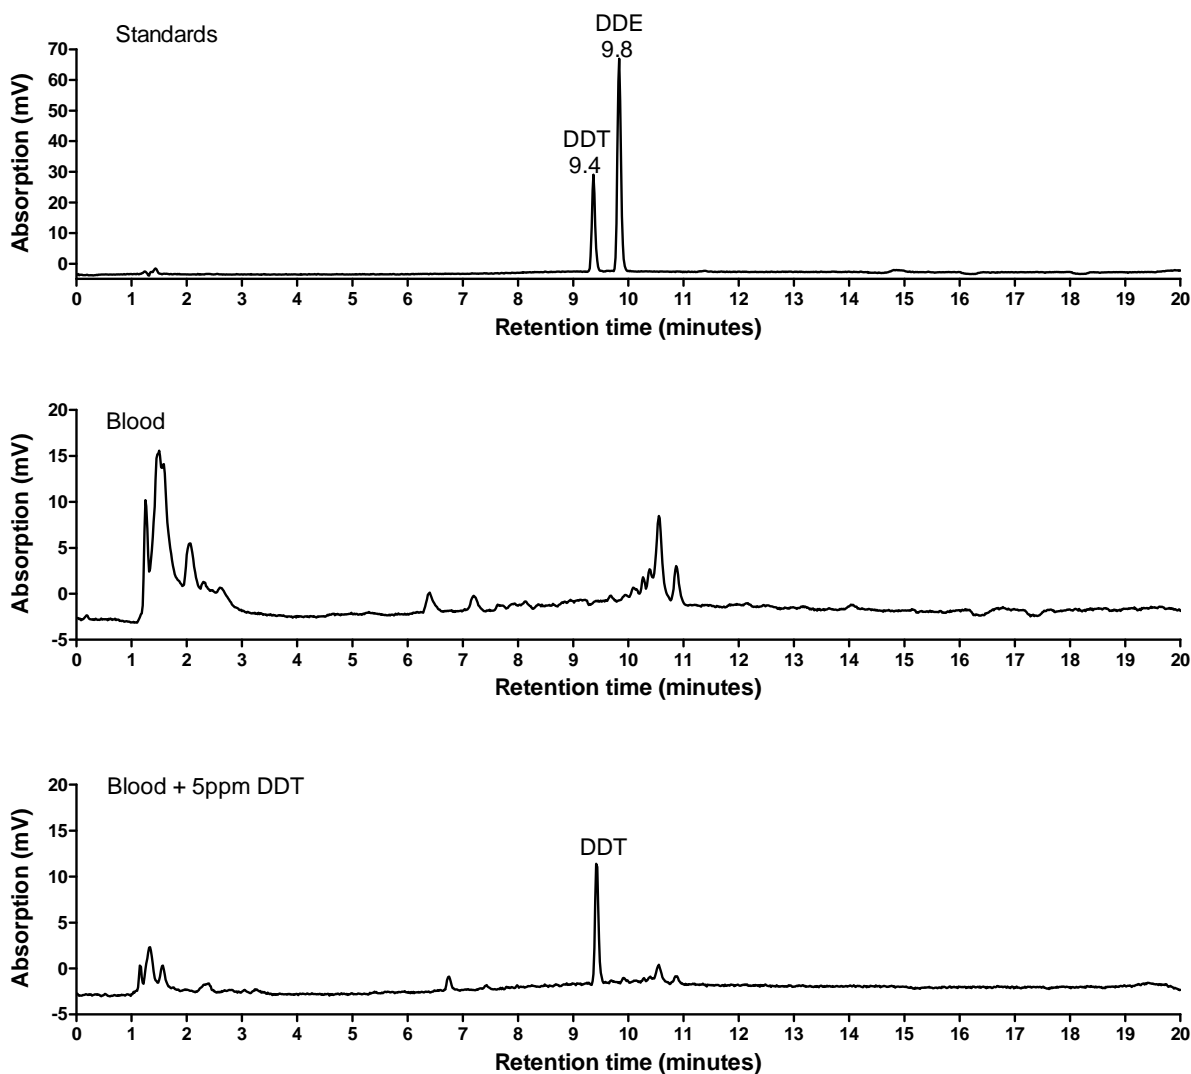 Standards
DDE
9.8
DDT
9.4
Absorption (mV)
70
60
50
40
30
20
10
0
0 1 2 3 4 5 6 7 8 9 10 11 12 13 14 15 16 17 18 19 20
Retention time (minutes)
Blood
Absorption (mV)
20
15
10
5
0
-5
0 1 2 3 4 5 6 7 8 9 10 11 12 13 14 15 16 17 18 19 20
Retention time (minutes)
Blood + 5ppm DDT
DDT
Absorption (mV)
20
15
10
5
0
-5
0 1 2 3 4 5 6 7 8 9 10 11 12 13 14 15 16 17 18 19 20
Retention time (minutes)